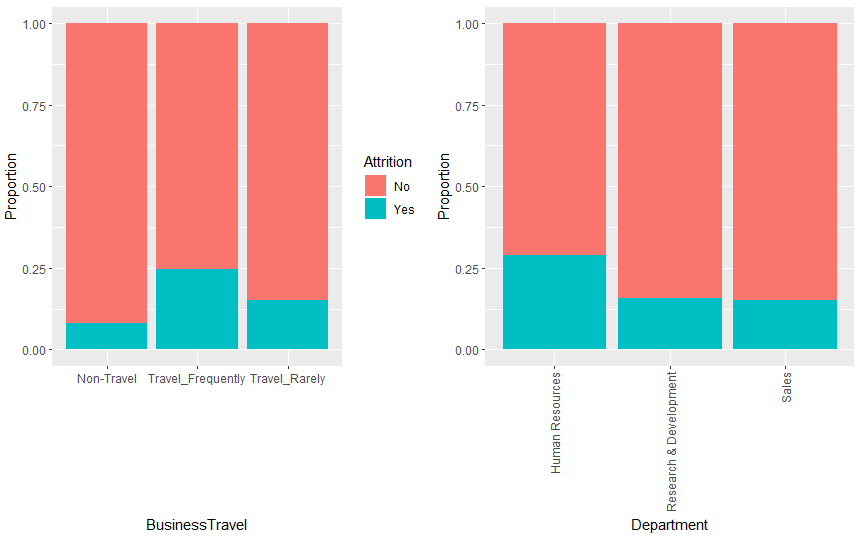 Proportion
1.00
0.75
0.50
0.25
0.00
Non-Travel
Travel_Frequently
Travel_Rarely
BusinessTravel
Attrition
No
Yes
Proportion
1.00
0.75
0.50
0.25
0.00
Human Resources
Research & Development
Sales
Department